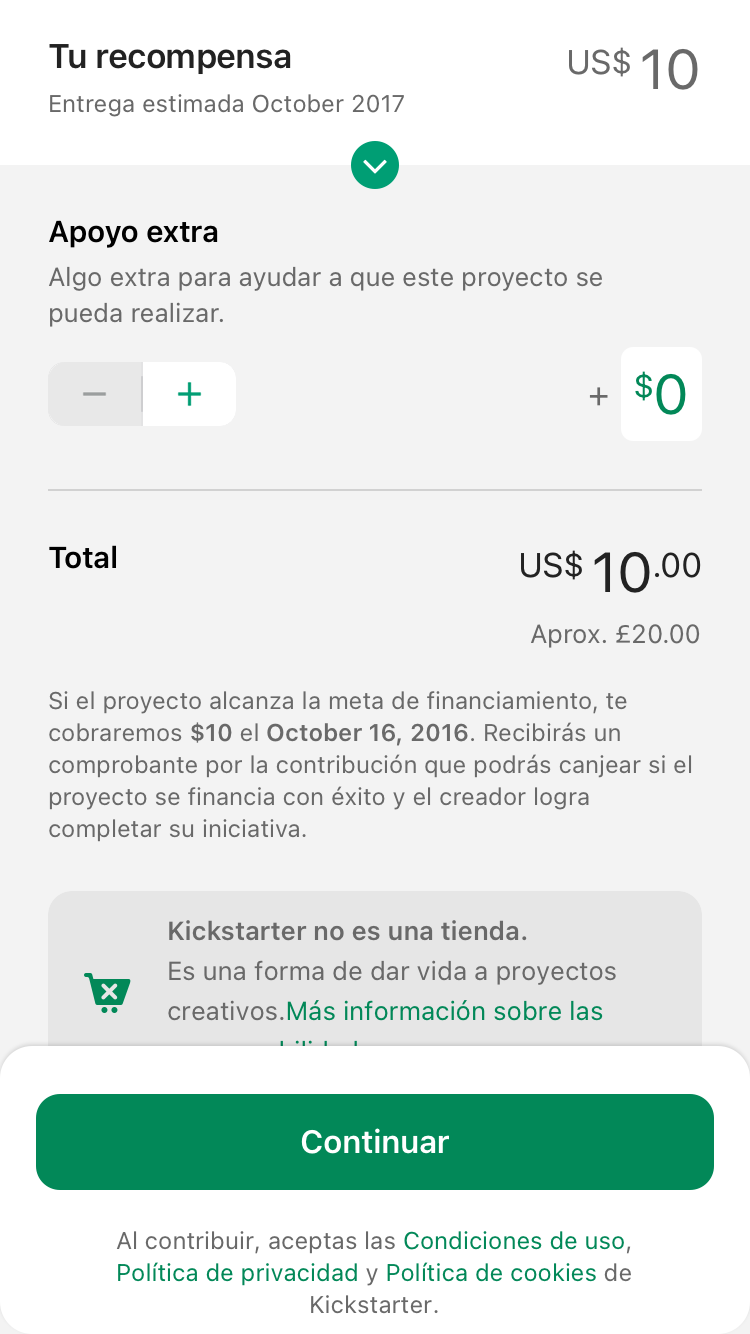 Tu recompensa
US$ 10
Entrega estimada October 2017
Apoyo extra
Algo extra para ayudar a que este proyecto se
pueda realizar.
− + + $0
Total
US$ 10.00
Aprox. £20.00
Si el proyecto alcanza la meta de financiamiento, te
cobraremos $10 el October 16, 2016. Recibirás un
comprobante por la contribución que podrás canjear si el
proyecto se financia con éxito y el creador logra
completar su iniciativa.
Kickstarter no es una tienda.
Es una forma de dar vida a proyectos
creativos.Más información sobre las
Continuar
Al contribuir, aceptas las Condiciones de uso,
Política de privacidad y Política de cookies de
Kickstarter.